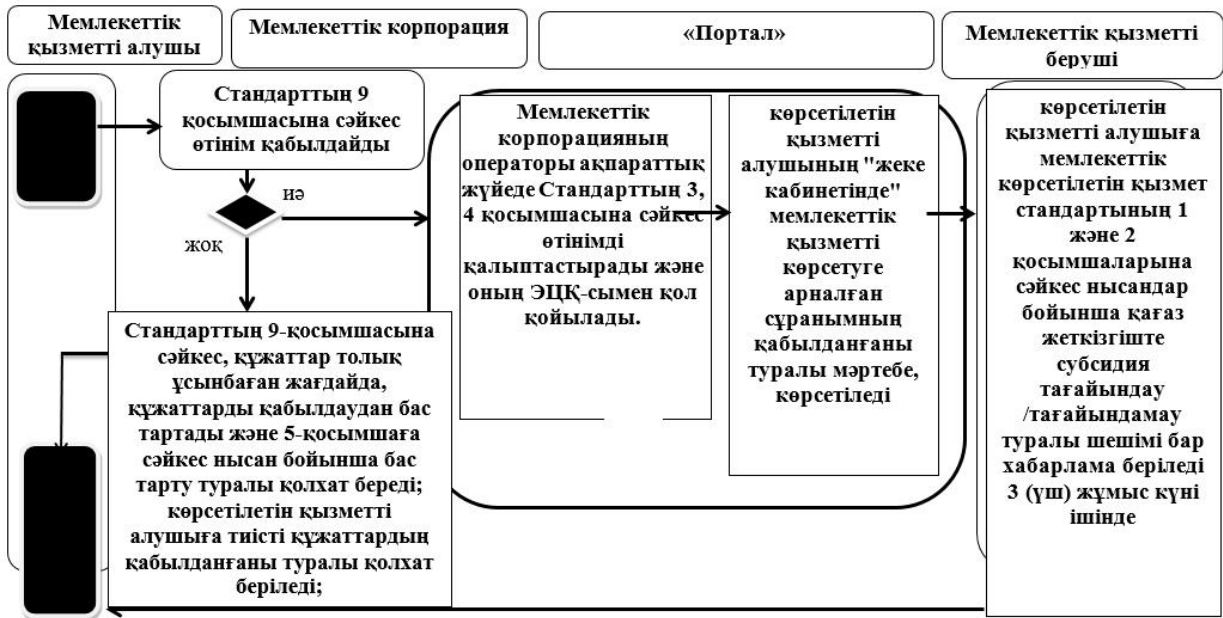 Мемлекеттік
қызметті алушы
Мемлекеттік корпорация
«Портал»
Мемлекеттік қызметті
беруші
Стандарттың 9
қосымшасына сәйкес
өтінім қабылдайды
иә
жоқ
Стандарттың 9-қосымшасына
сәйкес, құжаттар толық
ұсынбаған жағдайда,
құжаттарды қабылдаудан бас
тартады және 5-қосымшаға
сәйкес нысан бойынша бас
тарту туралы қолхат береді;
көрсетілетін қызметті
алушыға тиісті құжаттардың
қабылданғаны туралы қолхат
беріледі;
Мемлекеттік
корпорацияның
операторы ақпараттық
жүйеде Стандарттың 3,
4 қосымшасына сәйкес
өтінімді
қалыптастырады және
оның ЭЦҚ-сымен қол
қойылады.
көрсетілетін
қызметті
алушының "жеке
кабинетінде"
мемлекеттік
қызметті
көрсетуге
арналған
сұранымның
қабылданғаны
туралы мәртебе,
көрсетіледі
көрсетілетін
қызметті алушыға
мемлекеттік
көрсетілетін қызмет
стандартының 1
және 2
қосымшаларына
сәйкес нысандар
бойынша қағаз
жеткізгіште
субсидия
тағайындау
/тағайындамау
туралы шешімі бар
хабарлама беріледі
3 (үш) жұмыс күні
ішінде